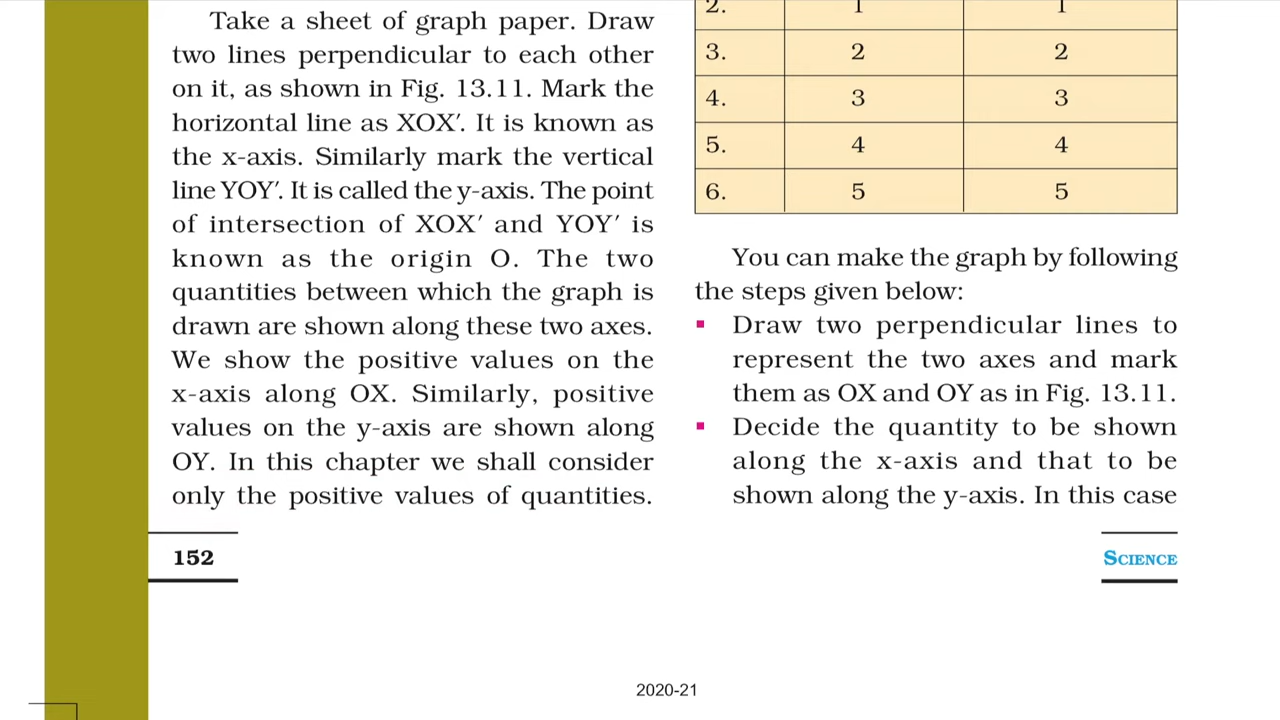 Take a sheet of graph paper. Draw
two lines perpendicular to each other
on it, as shown in Fig. 13.11. Mark the
horizontal line as XOX′. It is known as
the x-axis. Similarly mark the vertical
line YOY′. It is called the y-axis. The point
of intersection of XOX′ and YOY′ is
known as the origin O. The two
quantities between which the graph is
drawn are shown along these two axes.
We show the positive values on the
x-axis along OX. Similarly, positive
values on the y-axis are shown along
OY. In this chapter we shall consider
only the positive values of quantities.
2. 1 1
3. 2 2
4. 3 3
5. 4 4
6. 5 5
You can make the graph by following
the steps given below:
▪ Draw two perpendicular lines to
represent the two axes and mark
them as OX and OY as in Fig. 13.11.
▪ Decide the quantity to be shown
along the x-axis and that to be
shown along the y-axis. In this case
152
SCIENCE
2020-21